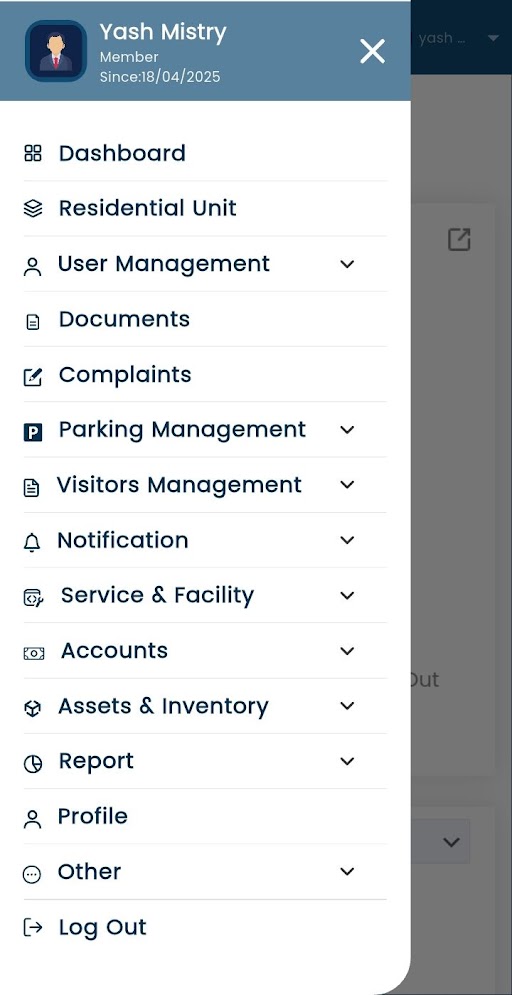 Yash Mistry
Member
Since:18/04/2025
yash ...
Dashboard
Residential Unit
User Management
Documents
Complaints
Parking Management
Visitors Management
Notification
Service & Facility
Accounts
Out
Assets & Inventory
Report
Profile
Other
Log Out